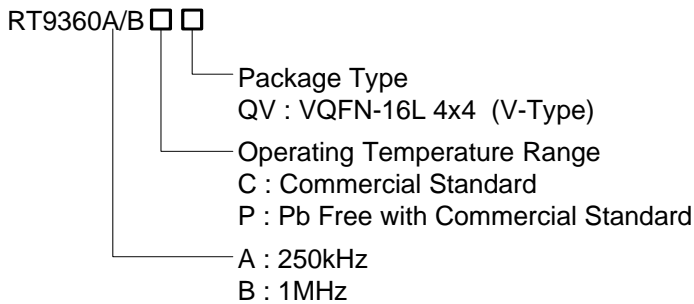 RT9360A/B
Package Type
QV : VQFN-16L 4x4 (V-Type)
Operating Temperature Range
C : Commercial Standard
P : Pb Free with Commercial Standard
A : 250kHz
B : 1MHz